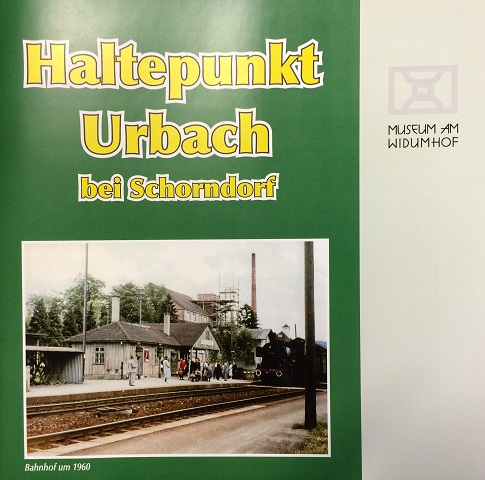 Haltepunkt
Urbach
bei Schorndorf
MUSEUM AM
WIDUMHOF
Bahnhof um 1960